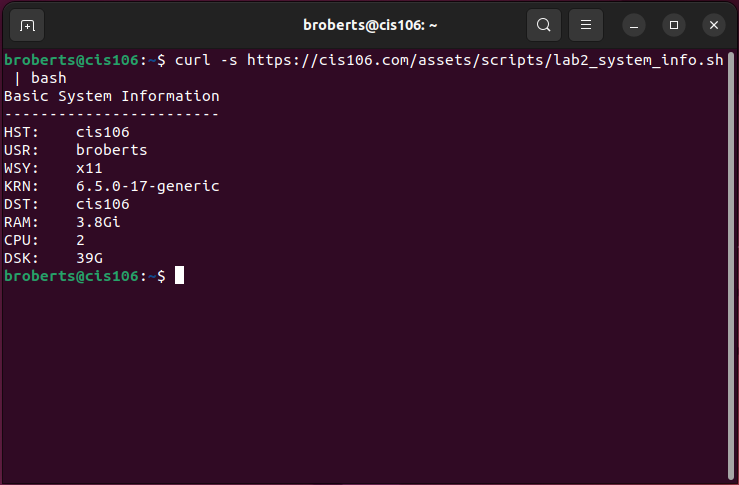 broberts@cis106: ~
broberts@cis106:~$ curl -s https://cis106.com/assets/scripts/lab2_system_info.sh
 | bash
Basic System Information
------------------------
HST:    cis106
USR:    broberts
WSY:    x11
KRN:    6.5.0-17-generic
DST:    cis106
RAM:    3.8Gi
CPU:    2
DSK:    39G
broberts@cis106:~$